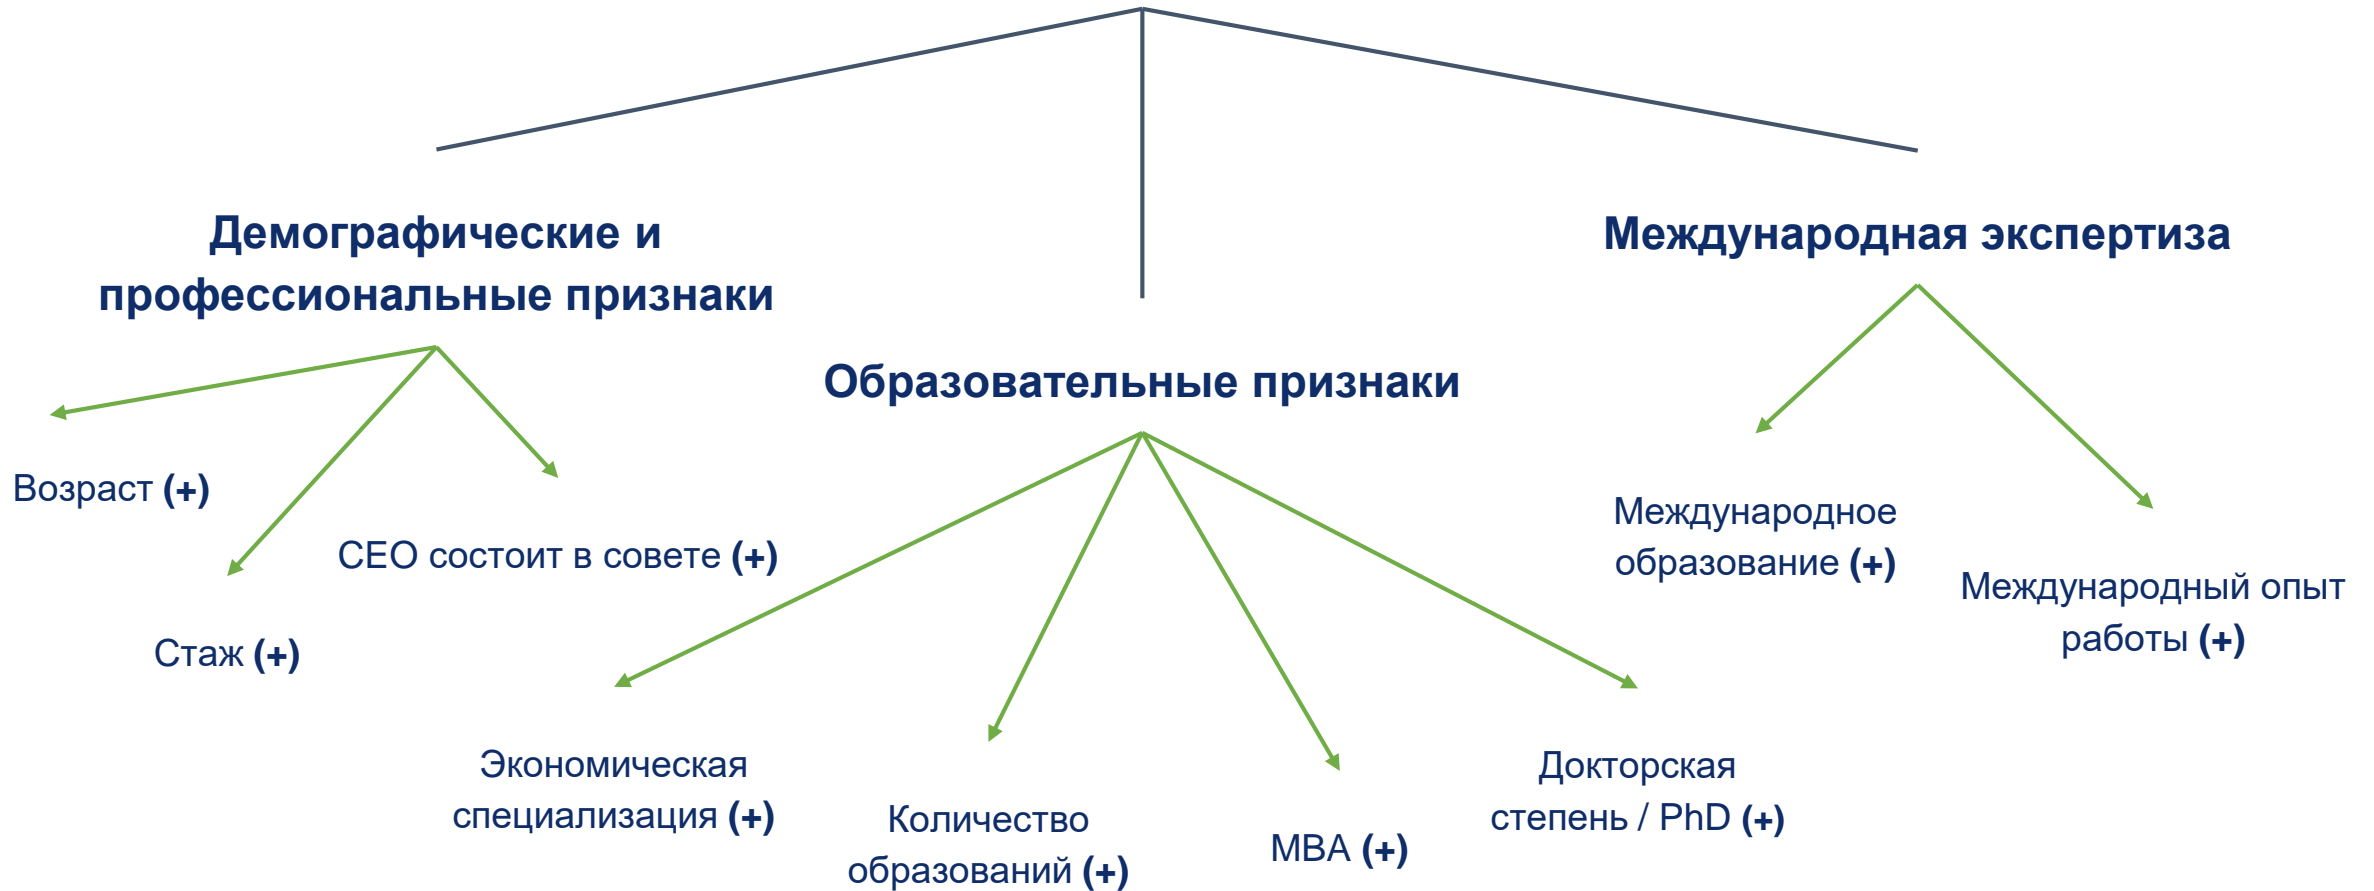 Демографические и
профессиональные признаки
Возраст (+)
Стаж (+)
CEO состоит в совете (+)
Образовательные признаки
Экономическая
специализация (+)
Количество
образований (+)
MBA (+)
Докторская
степень / PhD (+)
Международная экспертиза
Международное
образование (+)
Международный опыт
работы (+)